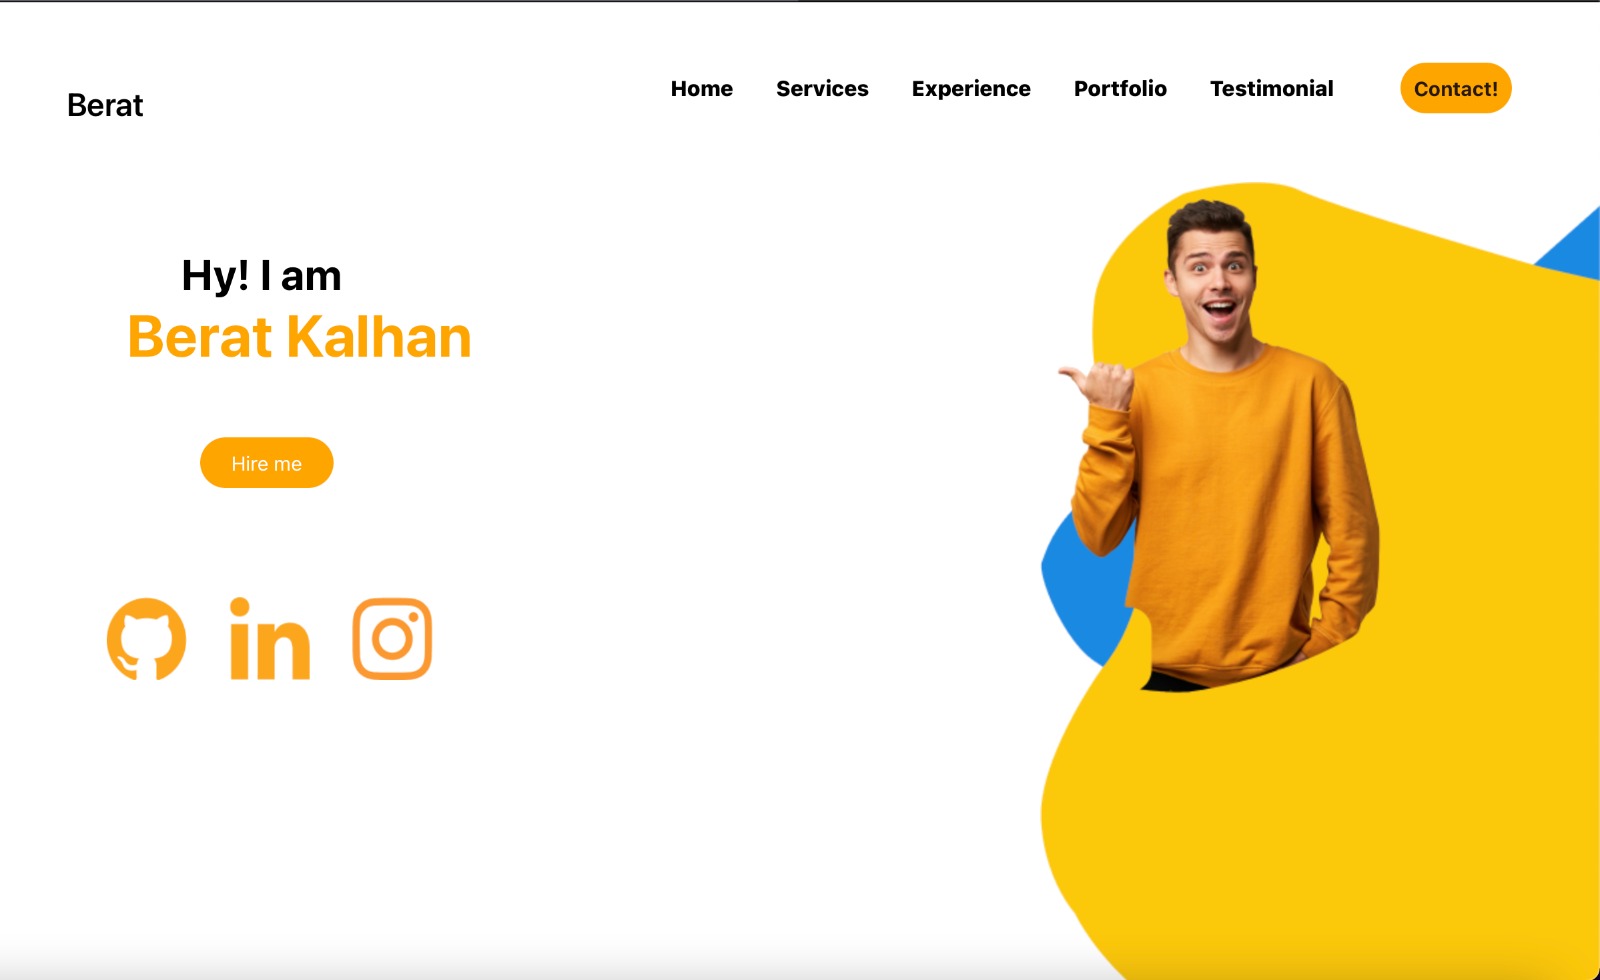 Berat
Home Services Experience Portfolio Testimonial Contact!
Hy! I am
Berat Kalhan
Hire me
in